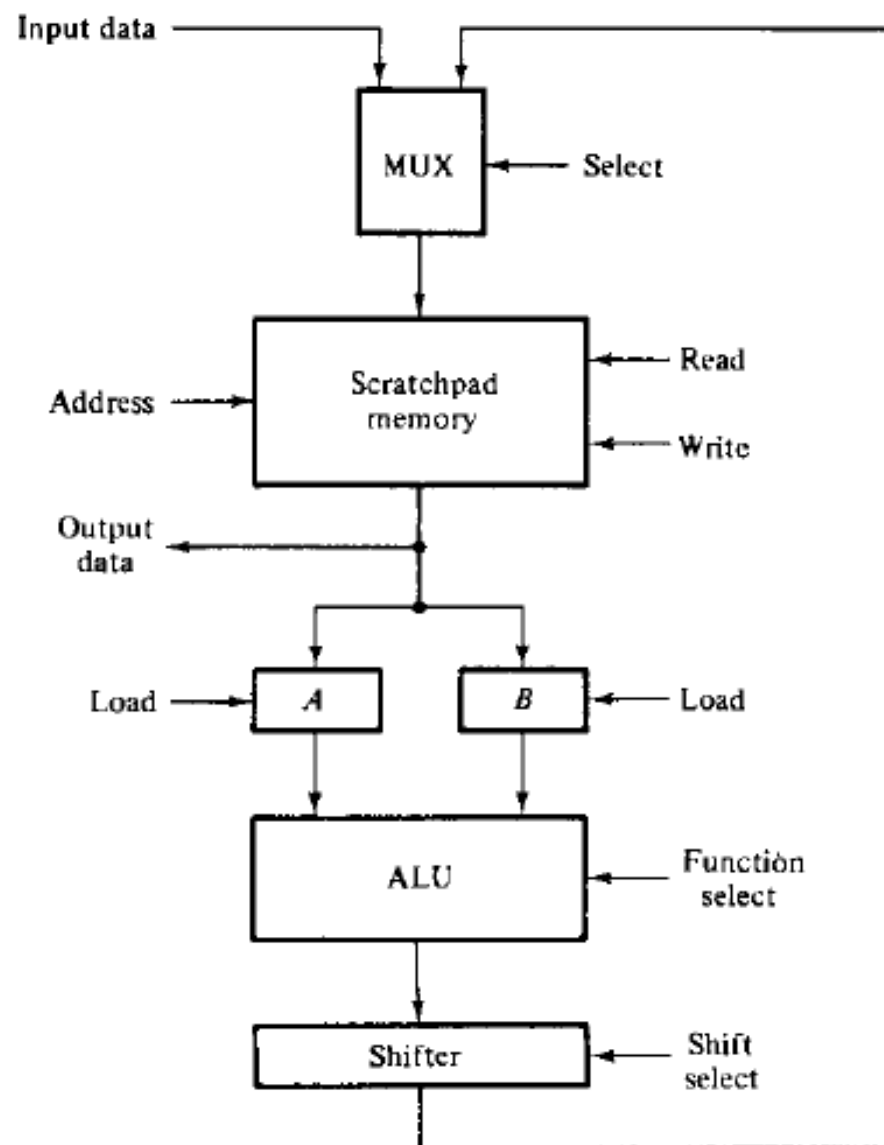 Input data
MUX
Select
Scratchpad
memory
Read
Address
Write
Output
data
Load
A
B
Load
ALU
Function
select
Shifter
Shift
select